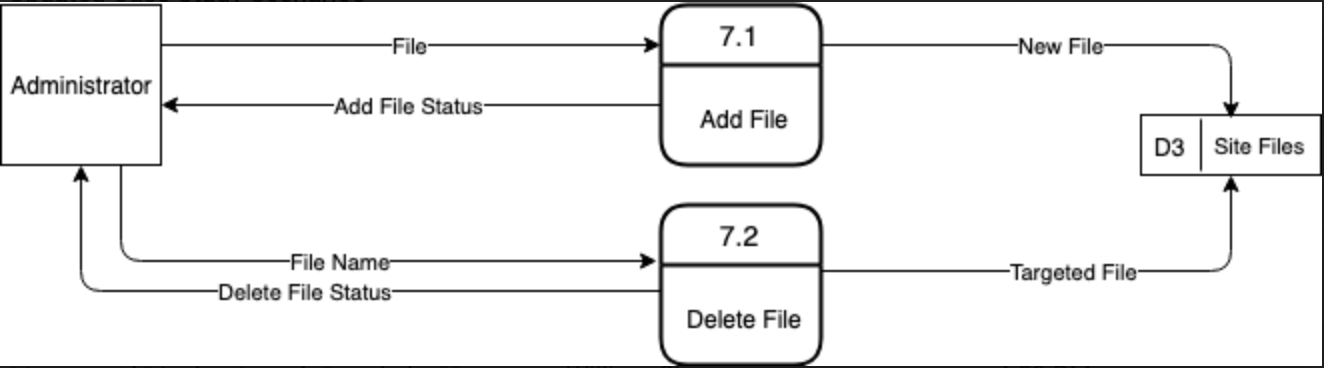 7.1
File
New File
Administrator
Add File Status
Add File
D3
Site Files
7.2
File Name
Targeted File
Delete File Status
Delete File